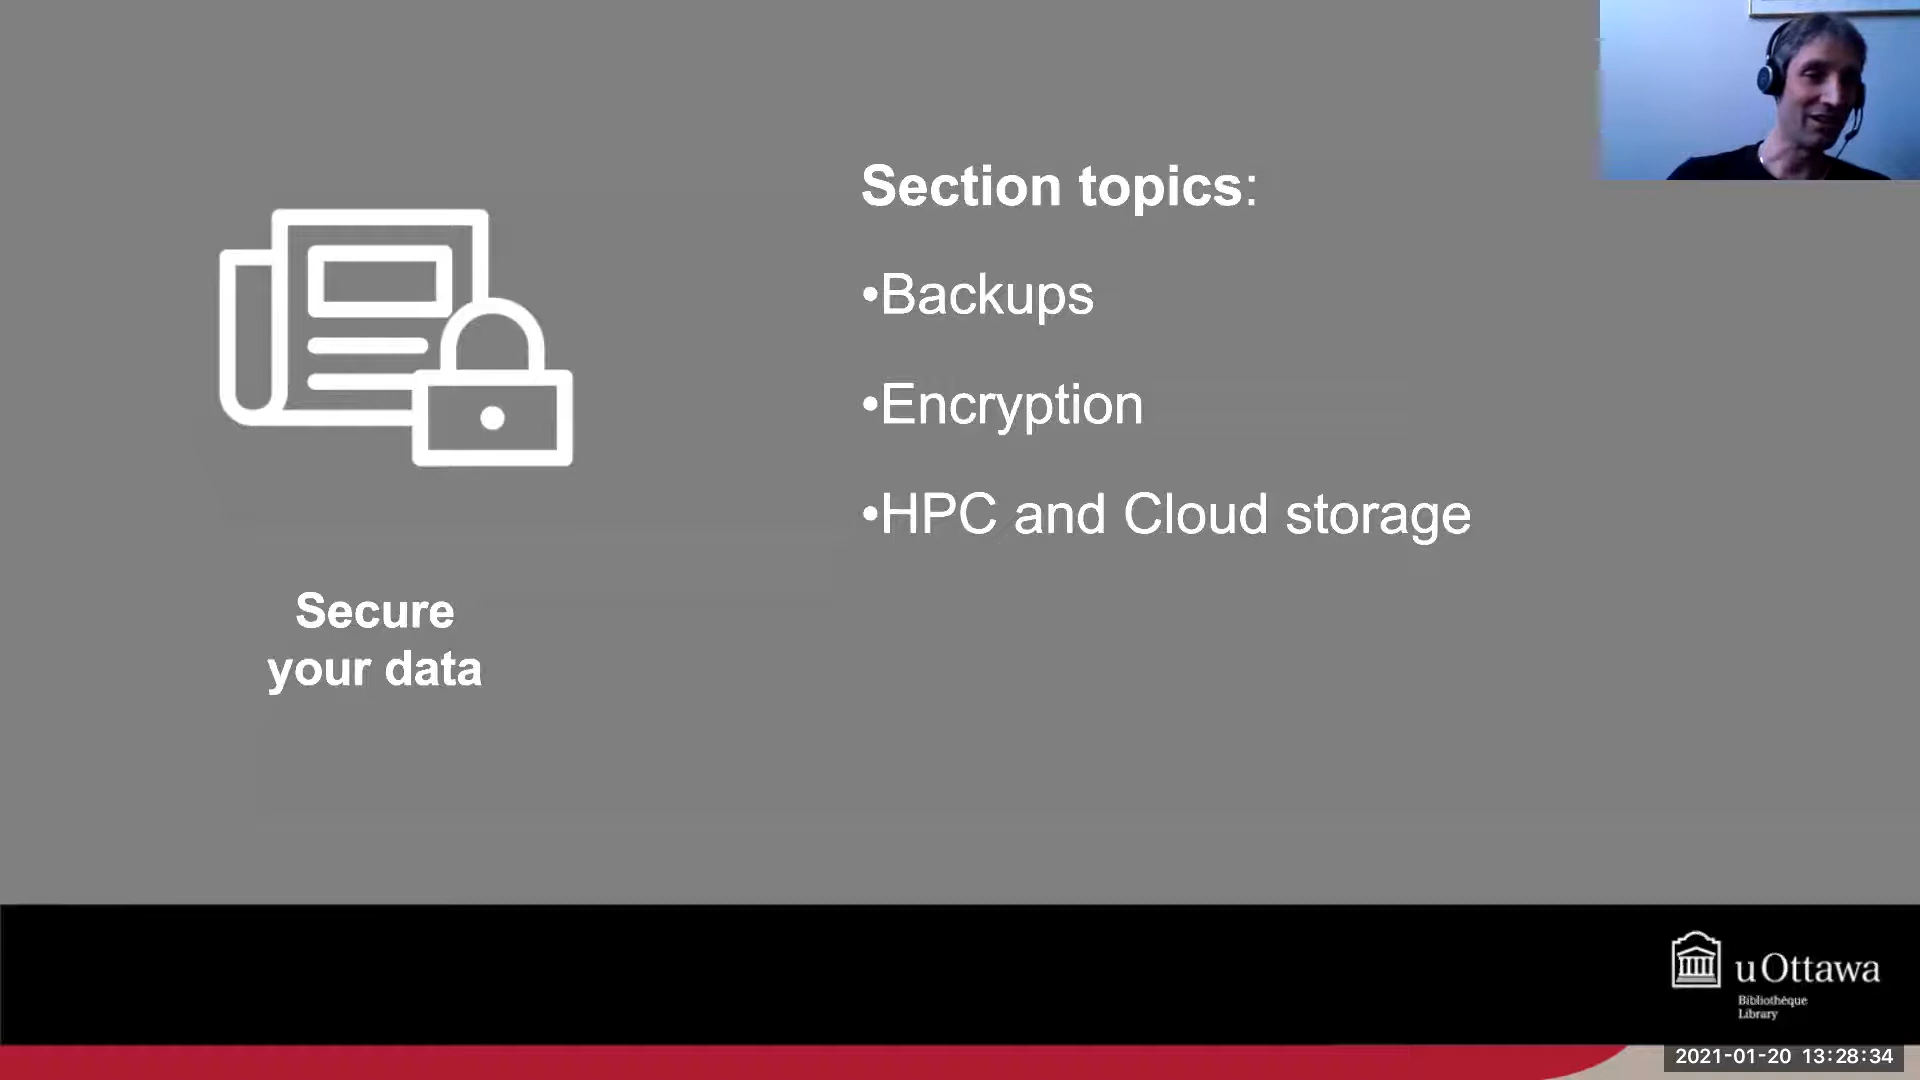 Section topics:
•Backups
•Encryption
•HPC and Cloud storage
Secure
your data
uOttawa
Bibliothèque
Library
2021-01-20 13:28:34